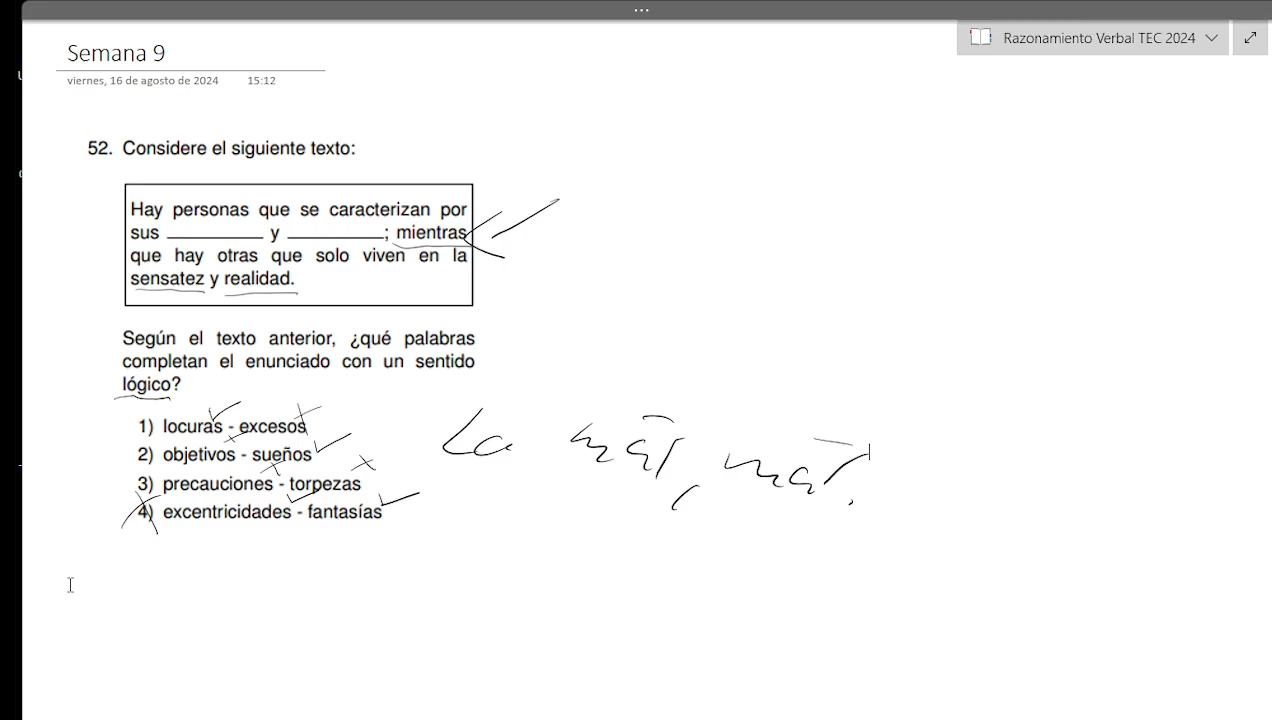 ...
Razonamiento Verbal TEC 2024
Semana 9
viernes, 16 de agosto de 2024 15:12
52. Considere el siguiente texto:
Hay personas que se caracterizan por
sus __________ y __________; mientras
que hay otras que solo viven en la
sensatez y realidad.
Según el texto anterior, ¿qué palabras
completan el enunciado con un sentido
lógico?
1) locuras - excesos
2) objetivos - sueños
3) precauciones - torpezas
4) excentricidades - fantasías
La